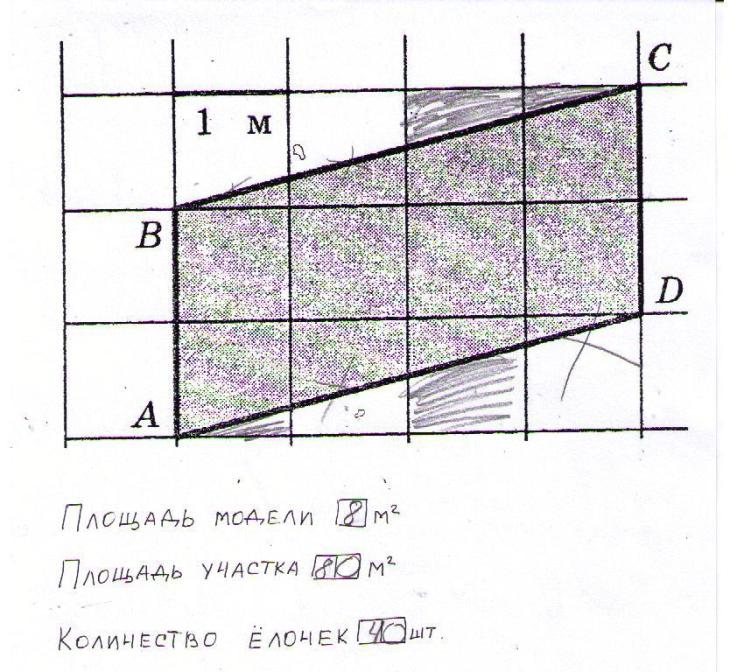 C
1 м
B
D
A
Площадь модели 8 м²
Площадь участка 80 м²
Количество ёлочек 40 шт.